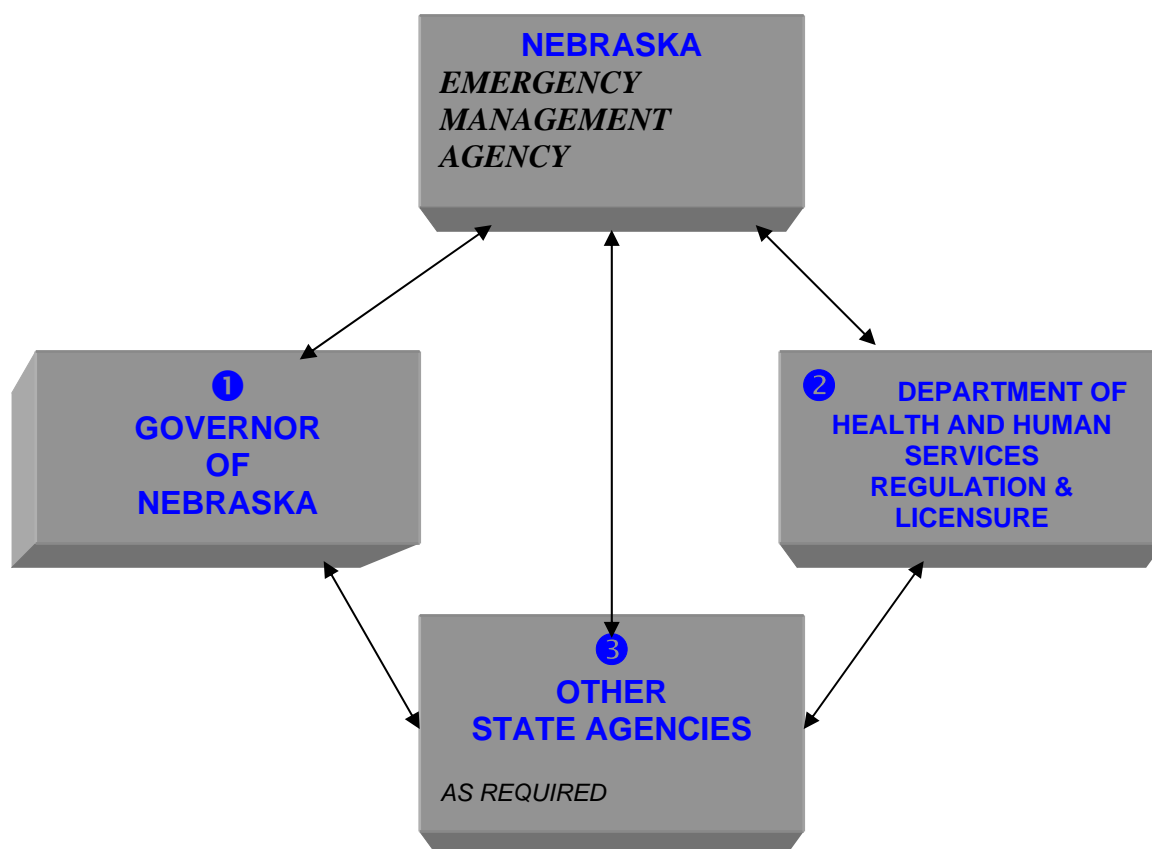 NEBRASKA
EMERGENCY
MANAGEMENT
AGENCY
❶
GOVERNOR
OF
NEBRASKA
❷ DEPARTMENT OF
HEALTH AND HUMAN
SERVICES
REGULATION &
LICENSURE
❸
OTHER
STATE AGENCIES
AS REQUIRED